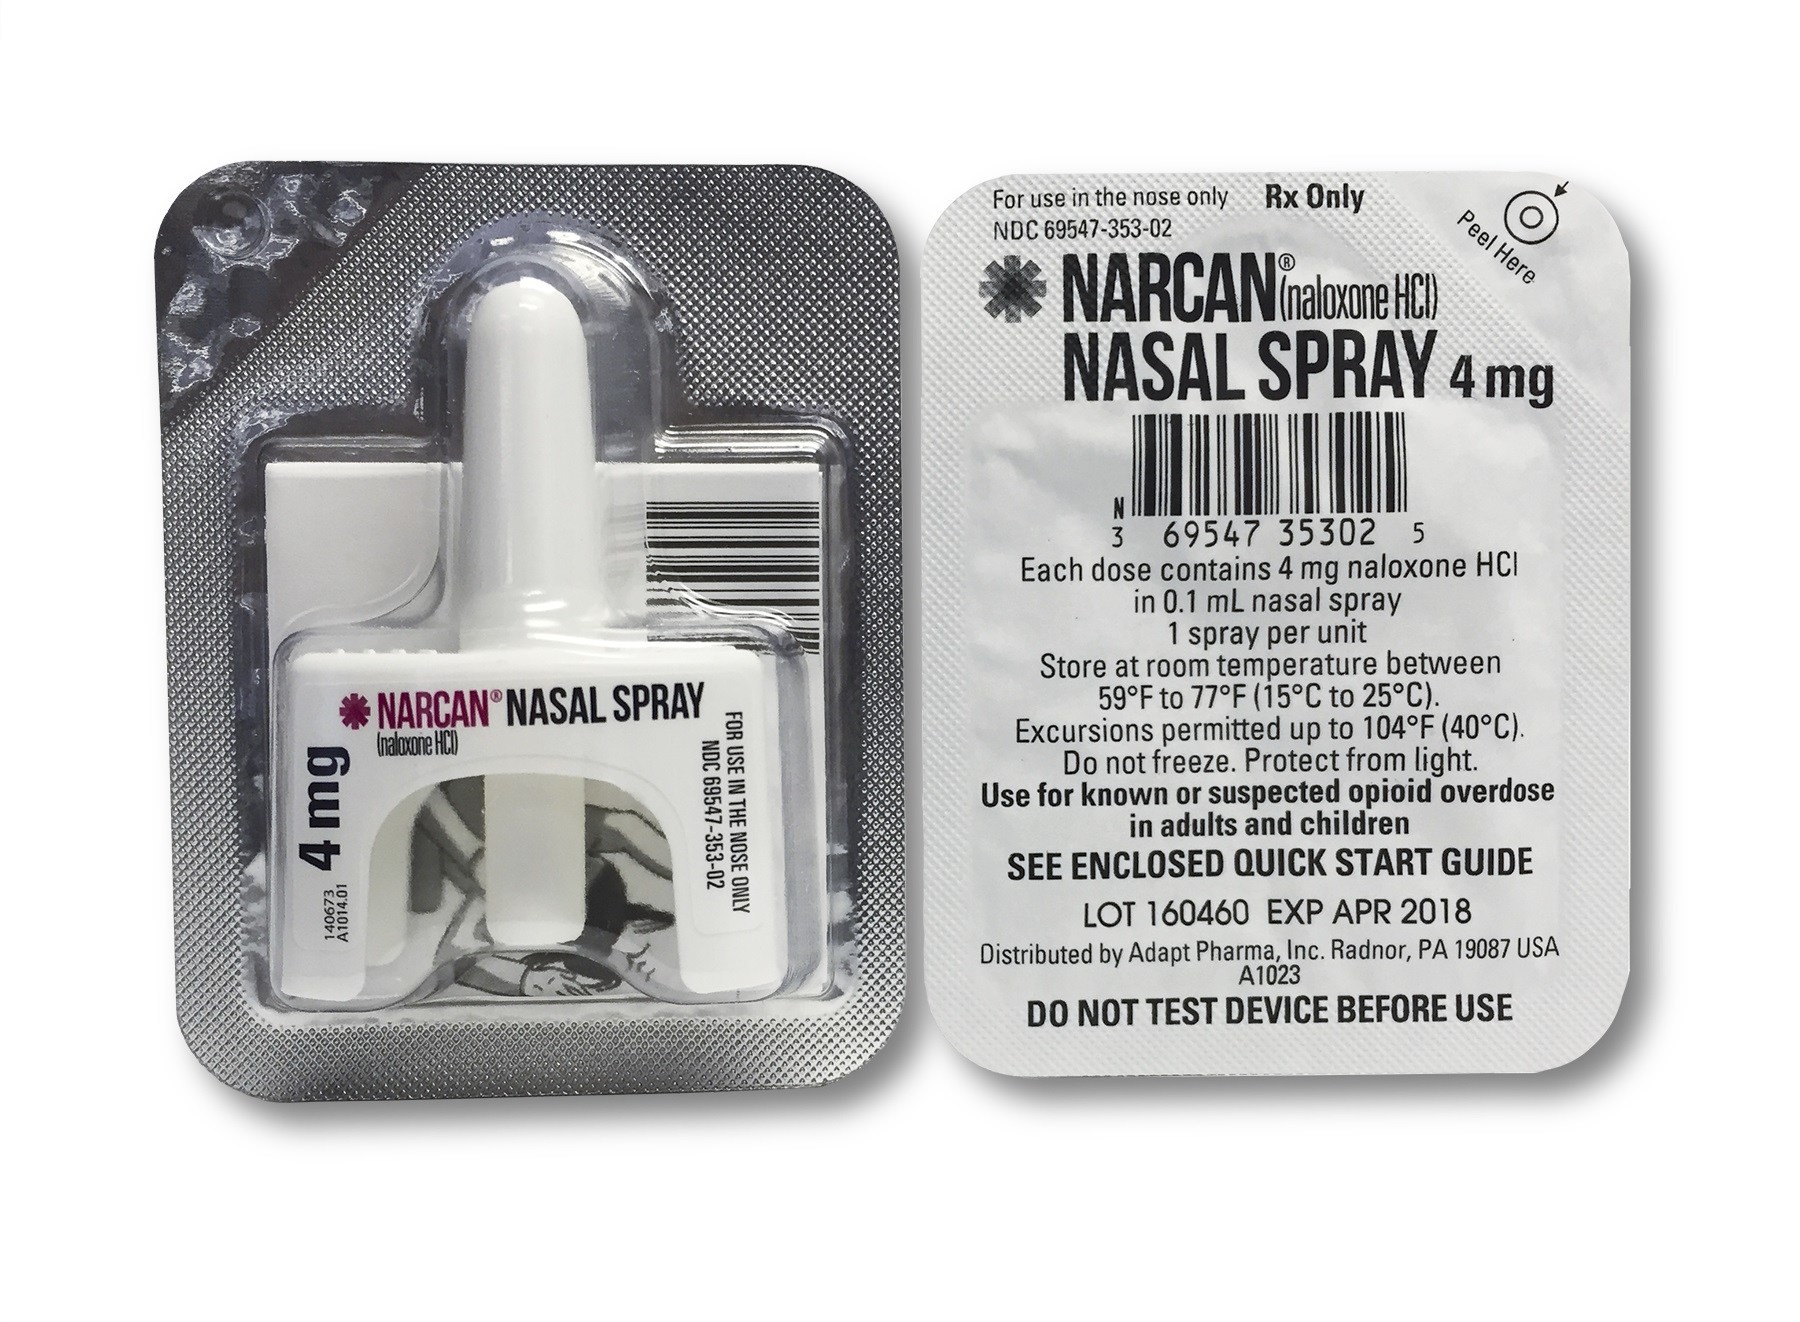 NARCAN® NASAL SPRAY
(naloxone HCl)
4 mg
FOR USE IN THE NOSE ONLY
NDC 69547-353-02
140673
A1014.01
For use in the nose only Rx Only
NDC 69547-353-02
Peel Here
NARCAN® (naloxone HCl)
NASAL SPRAY 4 mg
N
3 69547 35302 5
Each dose contains 4 mg naloxone HCl
in 0.1 mL nasal spray
1 spray per unit
Store at room temperature between
59°F to 77°F (15°C to 25°C).
Excursions permitted up to 104°F (40°C).
Do not freeze. Protect from light.
Use for known or suspected opioid overdose
in adults and children
SEE ENCLOSED QUICK START GUIDE
LOT 160460 EXP APR 2018
Distributed by Adapt Pharma, Inc. Radnor, PA 19087 USA
A1023
DO NOT TEST DEVICE BEFORE USE